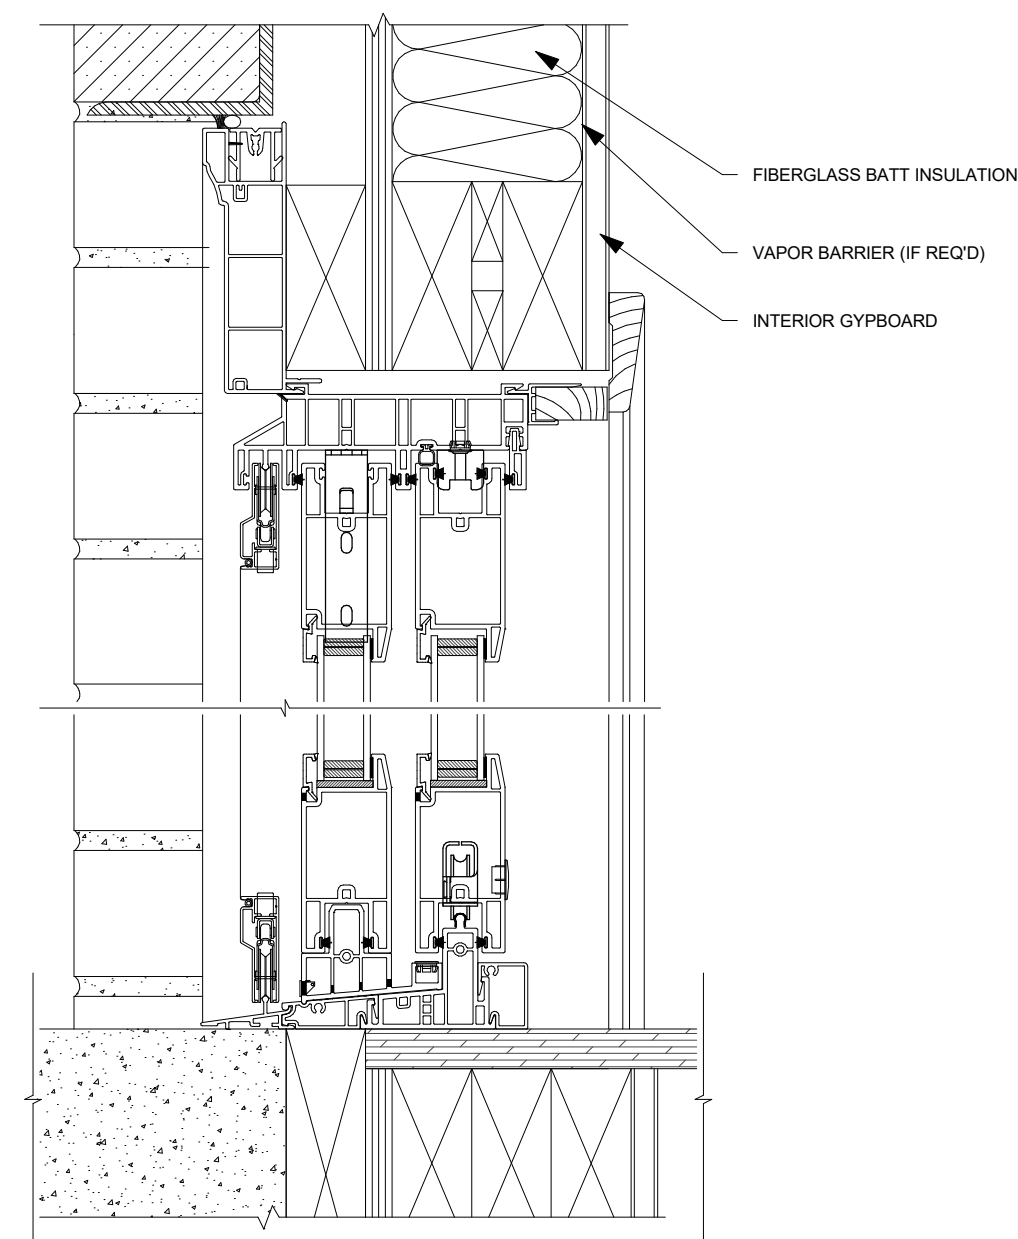 FIBERGLASS BATT INSULATION
VAPOR BARRIER (IF REQ'D)
INTERIOR GYPBOARD